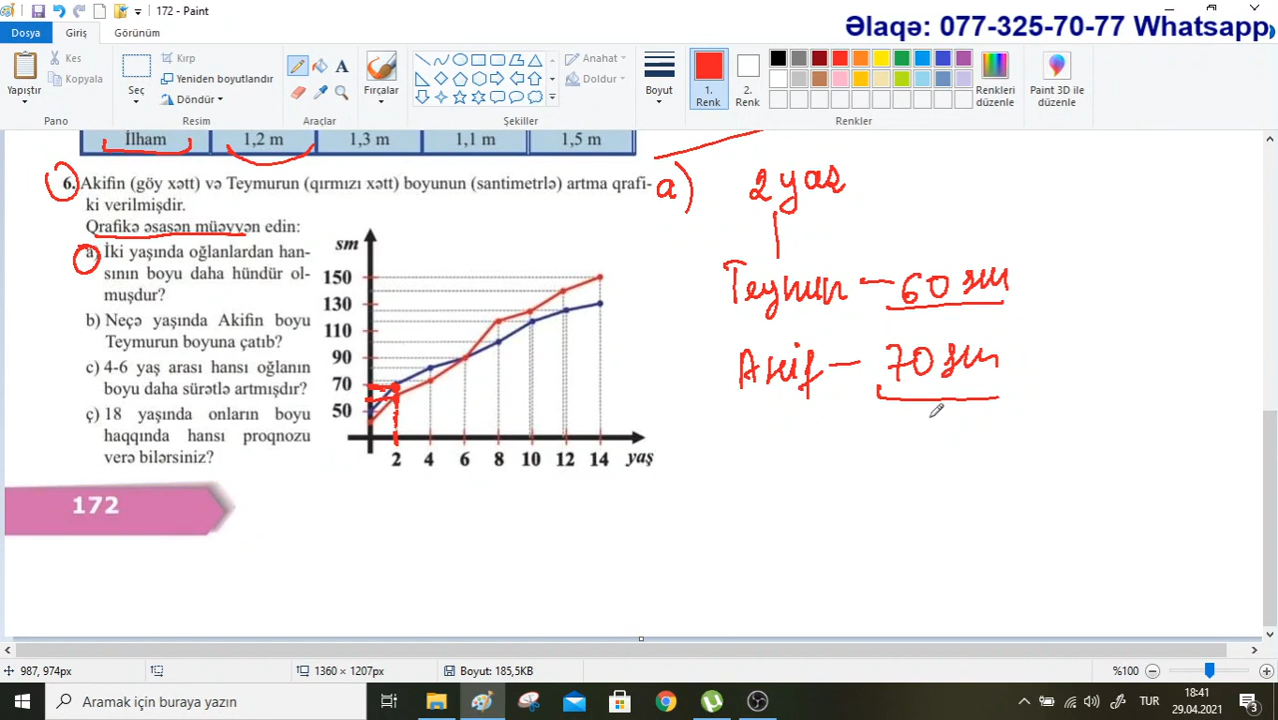 172 - Paint
Əlaqə: 077-325-70-77 Whatsapp
Dosya Giriş Görünüm
Yapıştır
Kes
Kopyala
Pano
Seç
Kırp
Yeniden boyutlandır
Döndür
Resim
A
Araçlar
Fırçalar
Anahat
Doldur
Şekiller
Boyut
1. Renk
2. Renk
Renkleri düzenle
Paint 3D ile düzenle
Renkler
İlham 1,2 m 1,3 m 1,1 m 1,5 m
6. Akifin (göy xətt) və Teymurun (qırmızı xətt) boyunun (santimetrlə) artma qrafi-
ki verilmişdir.
Qrafikə əsasən müəyyən edin:
a) İki yaşında oğlanlardan han-
sının boyu daha hündür ol-
muşdur?
b) Neçə yaşında Akifin boyu
Teymurun boyuna çatıb?
c) 4-6 yaş arası hansı oğlanın
boyu daha sürətlə artmışdır?
ç) 18 yaşında onların boyu
haqqında hansı proqnozu
verə bilərsiniz?
sm
150
130
110
90
70
50
2 4 6 8 10 12 14 yaş
a) 2 yaş
Teymur – 60 sm
Akif – 70 sm
172
987, 974px
1360 × 1207px
Boyut: 185,5KB
%100
Aramak için buraya yazın
TUR
18:41
29.04.2021
3